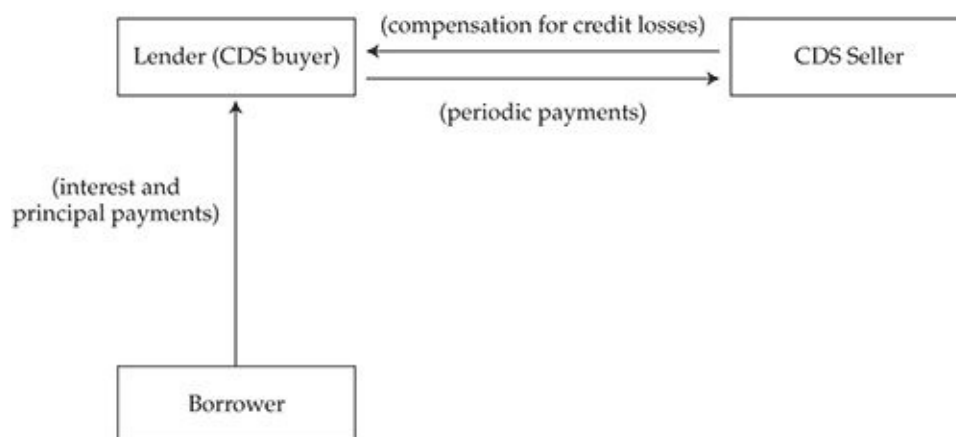 (compensation for credit losses)
Lender (CDS buyer)
CDS Seller
(periodic payments)
(interest and
principal payments)
Borrower